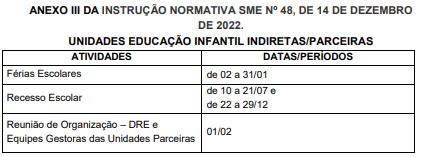 ANEXO III DA INSTRUÇÃO NORMATIVA SME Nº 48, DE 14 DE DEZEMBRO
DE 2022.
UNIDADES EDUCAÇÃO INFANTIL INDIRETAS/PARCEIRAS
ATIVIDADES DATAS/PERÍODOS
Férias Escolares de 02 a 31/01
Recesso Escolar de 10 a 21/07 e
de 22 a 29/12
Reunião de Organização – DRE e
Equipes Gestoras das Unidades Parceiras 01/02